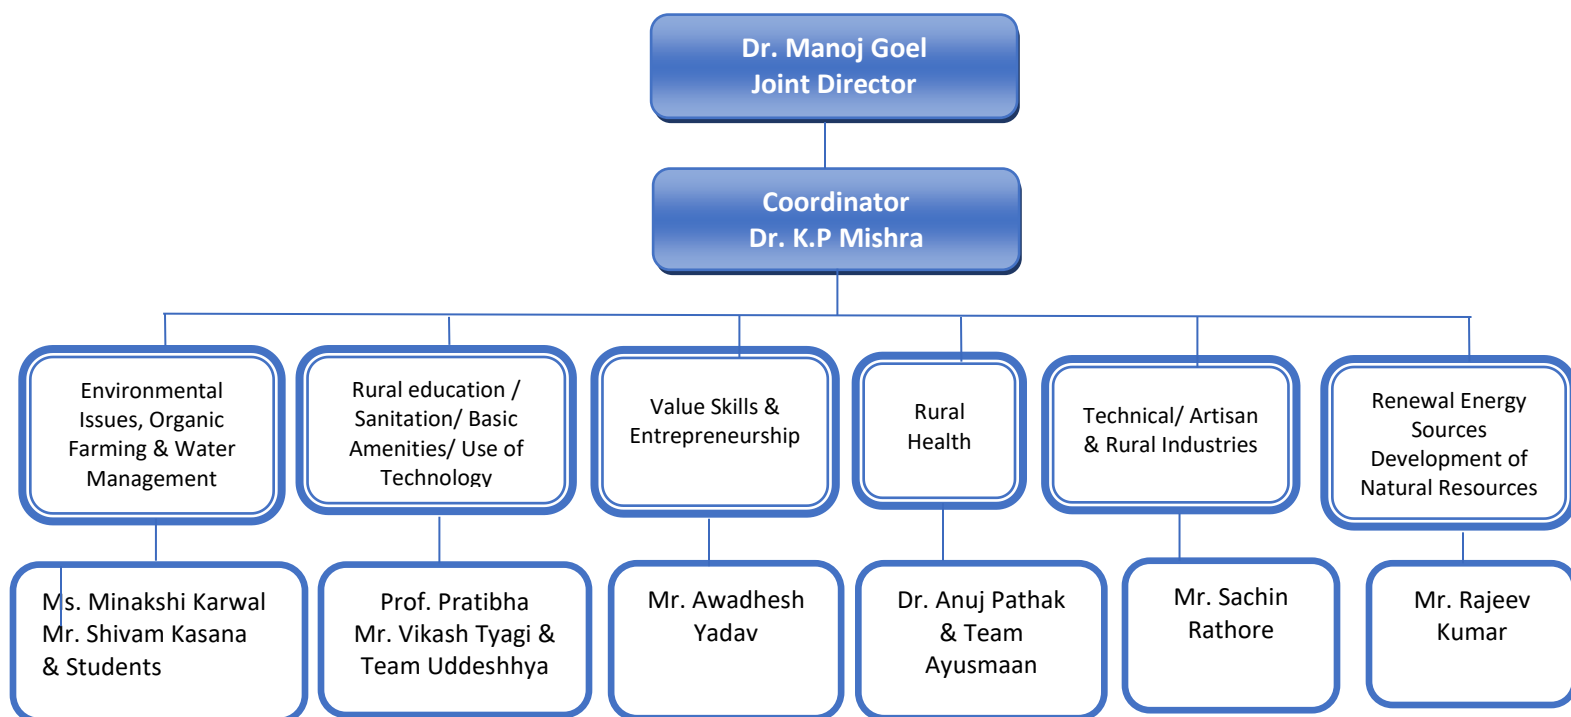 Dr. Manoj Goel
Joint Director
Coordinator
Dr. K.P Mishra
Environmental
Issues, Organic
Farming & Water
Management
Rural education /
Sanitation/ Basic
Amenities/ Use of
Technology
Value Skills &
Entrepreneurship
Rural
Health
Technical/ Artisan
& Rural Industries
Renewal Energy
Sources
Development of
Natural Resources
Ms. Minakshi Karwal
Mr. Shivam Kasana
& Students
Prof. Pratibha
Mr. Vikash Tyagi &
Team Uddeshhya
Mr. Awadhesh
Yadav
Dr. Anuj Pathak
& Team
Ayusmaan
Mr. Sachin
Rathore
Mr. Rajeev
Kumar